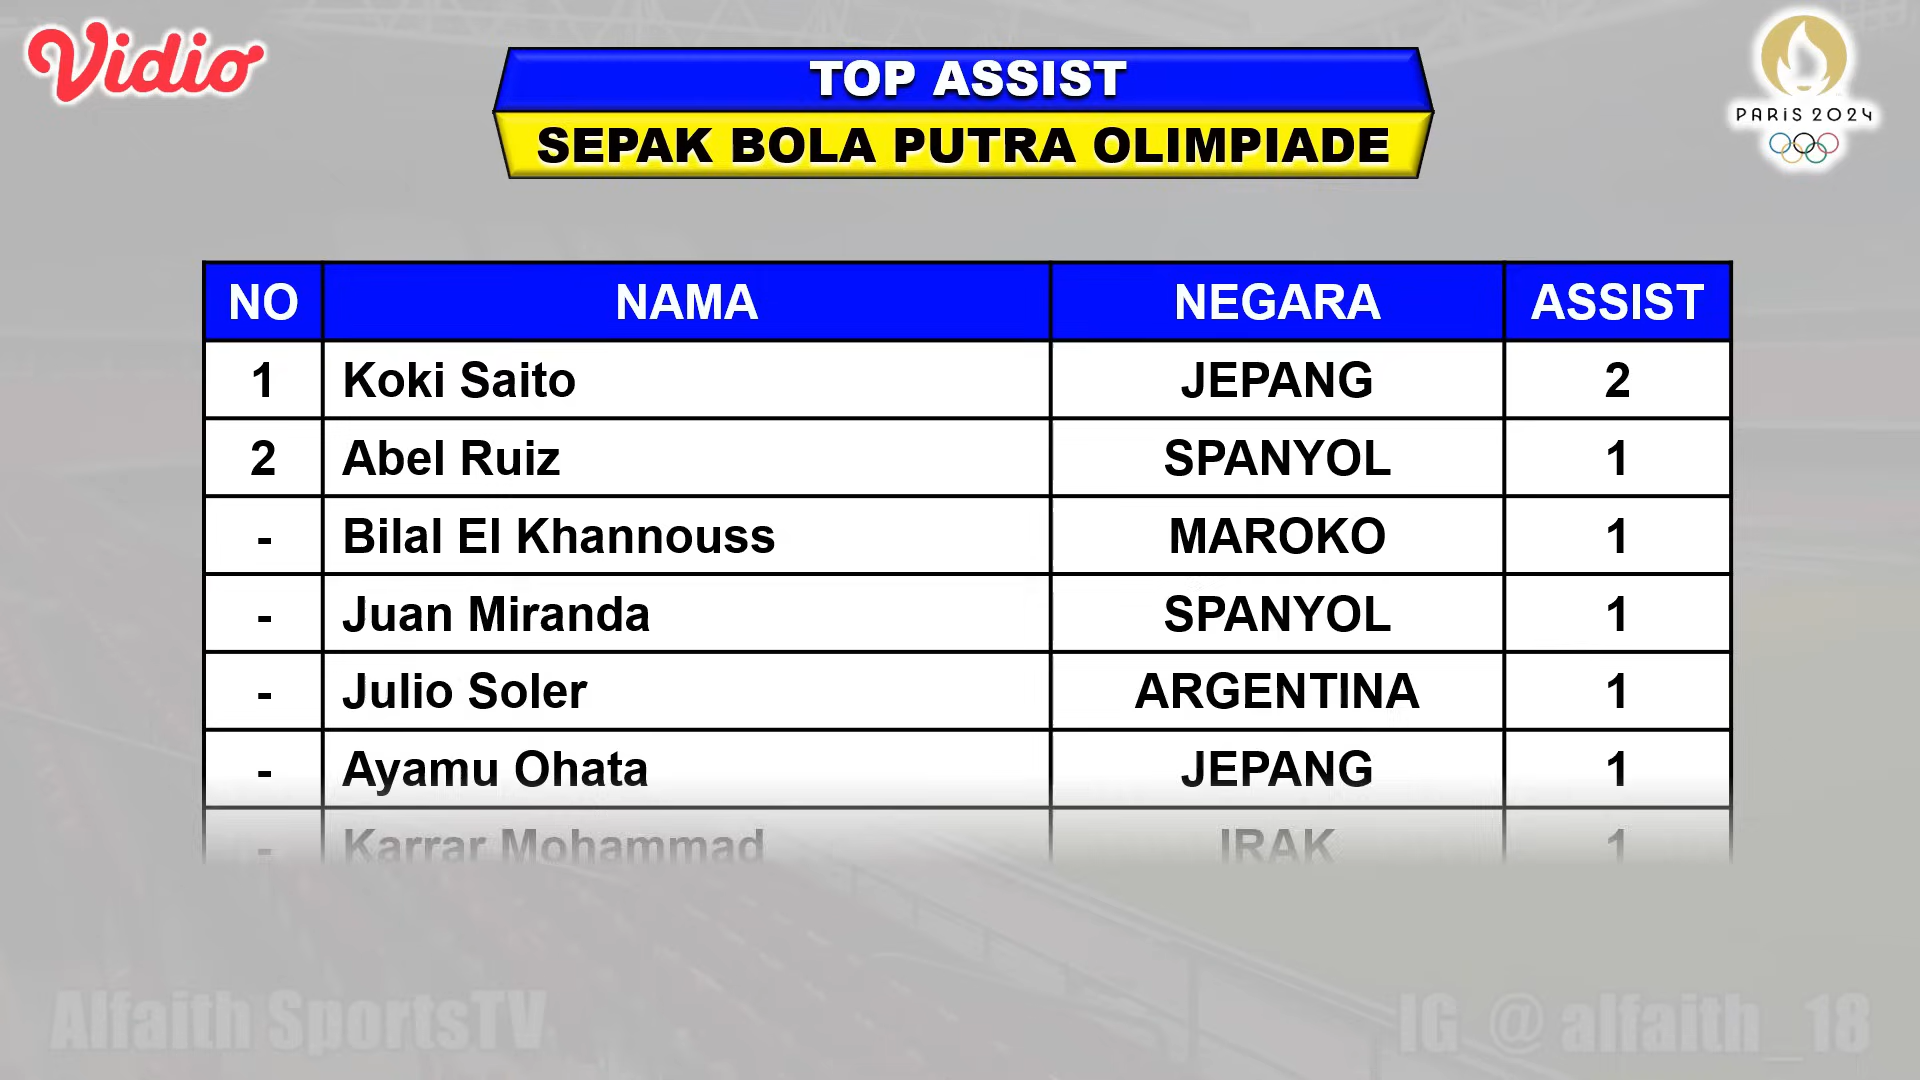 Vidio
TOP ASSIST
SEPAK BOLA PUTRA OLIMPIADE
PARIS 2024
NO NAMA NEGARA ASSIST
1 Koki Saito JEPANG 2
2 Abel Ruiz SPANYOL 1
- Bilal El Khannouss MAROKO 1
- Juan Miranda SPANYOL 1
- Julio Soler ARGENTINA 1
- Ayamu Ohata JEPANG 1
- Karrar Mohammad IRAK 1
Alfaith SportsTV
IG @ alfaith_18